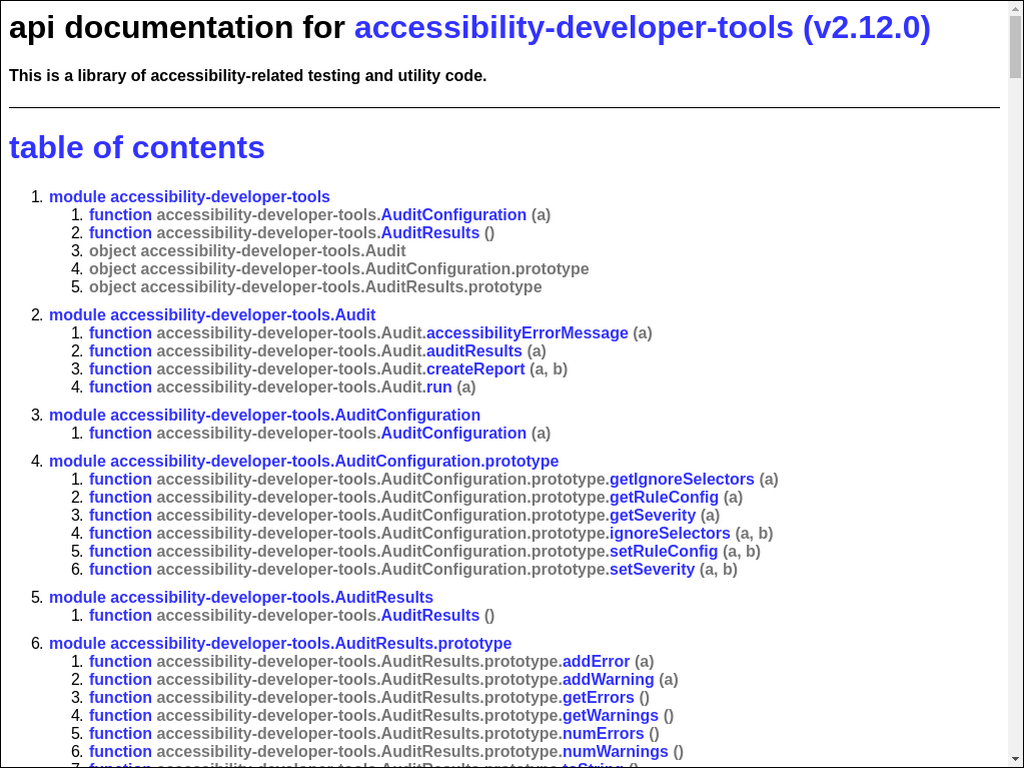 api documentation for accessibility-developer-tools (v2.12.0)
This is a library of accessibility-related testing and utility code.
table of contents
1. module accessibility-developer-tools
1. function accessibility-developer-tools.AuditConfiguration (a)
2. function accessibility-developer-tools.AuditResults ()
3. object accessibility-developer-tools.Audit
4. object accessibility-developer-tools.AuditConfiguration.prototype
5. object accessibility-developer-tools.AuditResults.prototype
2. module accessibility-developer-tools.Audit
1. function accessibility-developer-tools.Audit.accessibilityErrorMessage (a)
2. function accessibility-developer-tools.Audit.auditResults (a)
3. function accessibility-developer-tools.Audit.createReport (a, b)
4. function accessibility-developer-tools.Audit.run (a)
3. module accessibility-developer-tools.AuditConfiguration
1. function accessibility-developer-tools.AuditConfiguration (a)
4. module accessibility-developer-tools.AuditConfiguration.prototype
1. function accessibility-developer-tools.AuditConfiguration.prototype.getIgnoreSelectors (a)
2. function accessibility-developer-tools.AuditConfiguration.prototype.getRuleConfig (a)
3. function accessibility-developer-tools.AuditConfiguration.prototype.getSeverity (a)
4. function accessibility-developer-tools.AuditConfiguration.prototype.ignoreSelectors (a, b)
5. function accessibility-developer-tools.AuditConfiguration.prototype.setRuleConfig (a, b)
6. function accessibility-developer-tools.AuditConfiguration.prototype.setSeverity (a, b)
5. module accessibility-developer-tools.AuditResults
1. function accessibility-developer-tools.AuditResults ()
6. module accessibility-developer-tools.AuditResults.prototype
1. function accessibility-developer-tools.AuditResults.prototype.addError (a)
2. function accessibility-developer-tools.AuditResults.prototype.addWarning (a)
3. function accessibility-developer-tools.AuditResults.prototype.getErrors ()
4. function accessibility-developer-tools.AuditResults.prototype.getWarnings ()
5. function accessibility-developer-tools.AuditResults.prototype.numErrors ()
6. function accessibility-developer-tools.AuditResults.prototype.numWarnings ()
7. function accessibility-developer-tools.AuditResults.prototype.toString ()